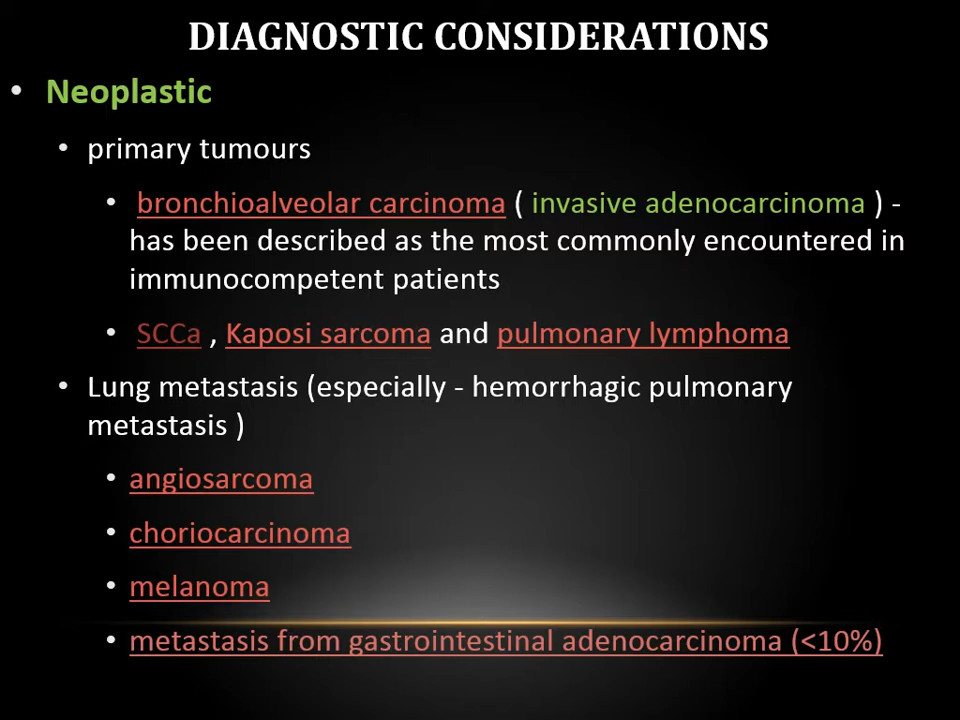 DIAGNOSTIC CONSIDERATIONS
• Neoplastic
• primary tumours
• bronchioalveolar carcinoma ( invasive adenocarcinoma ) -
has been described as the most commonly encountered in
immunocompetent patients
• SCCa , Kaposi sarcoma and pulmonary lymphoma
• Lung metastasis (especially - hemorrhagic pulmonary
metastasis )
• angiosarcoma
• choriocarcinoma
• melanoma
• metastasis from gastrointestinal adenocarcinoma (<10%)